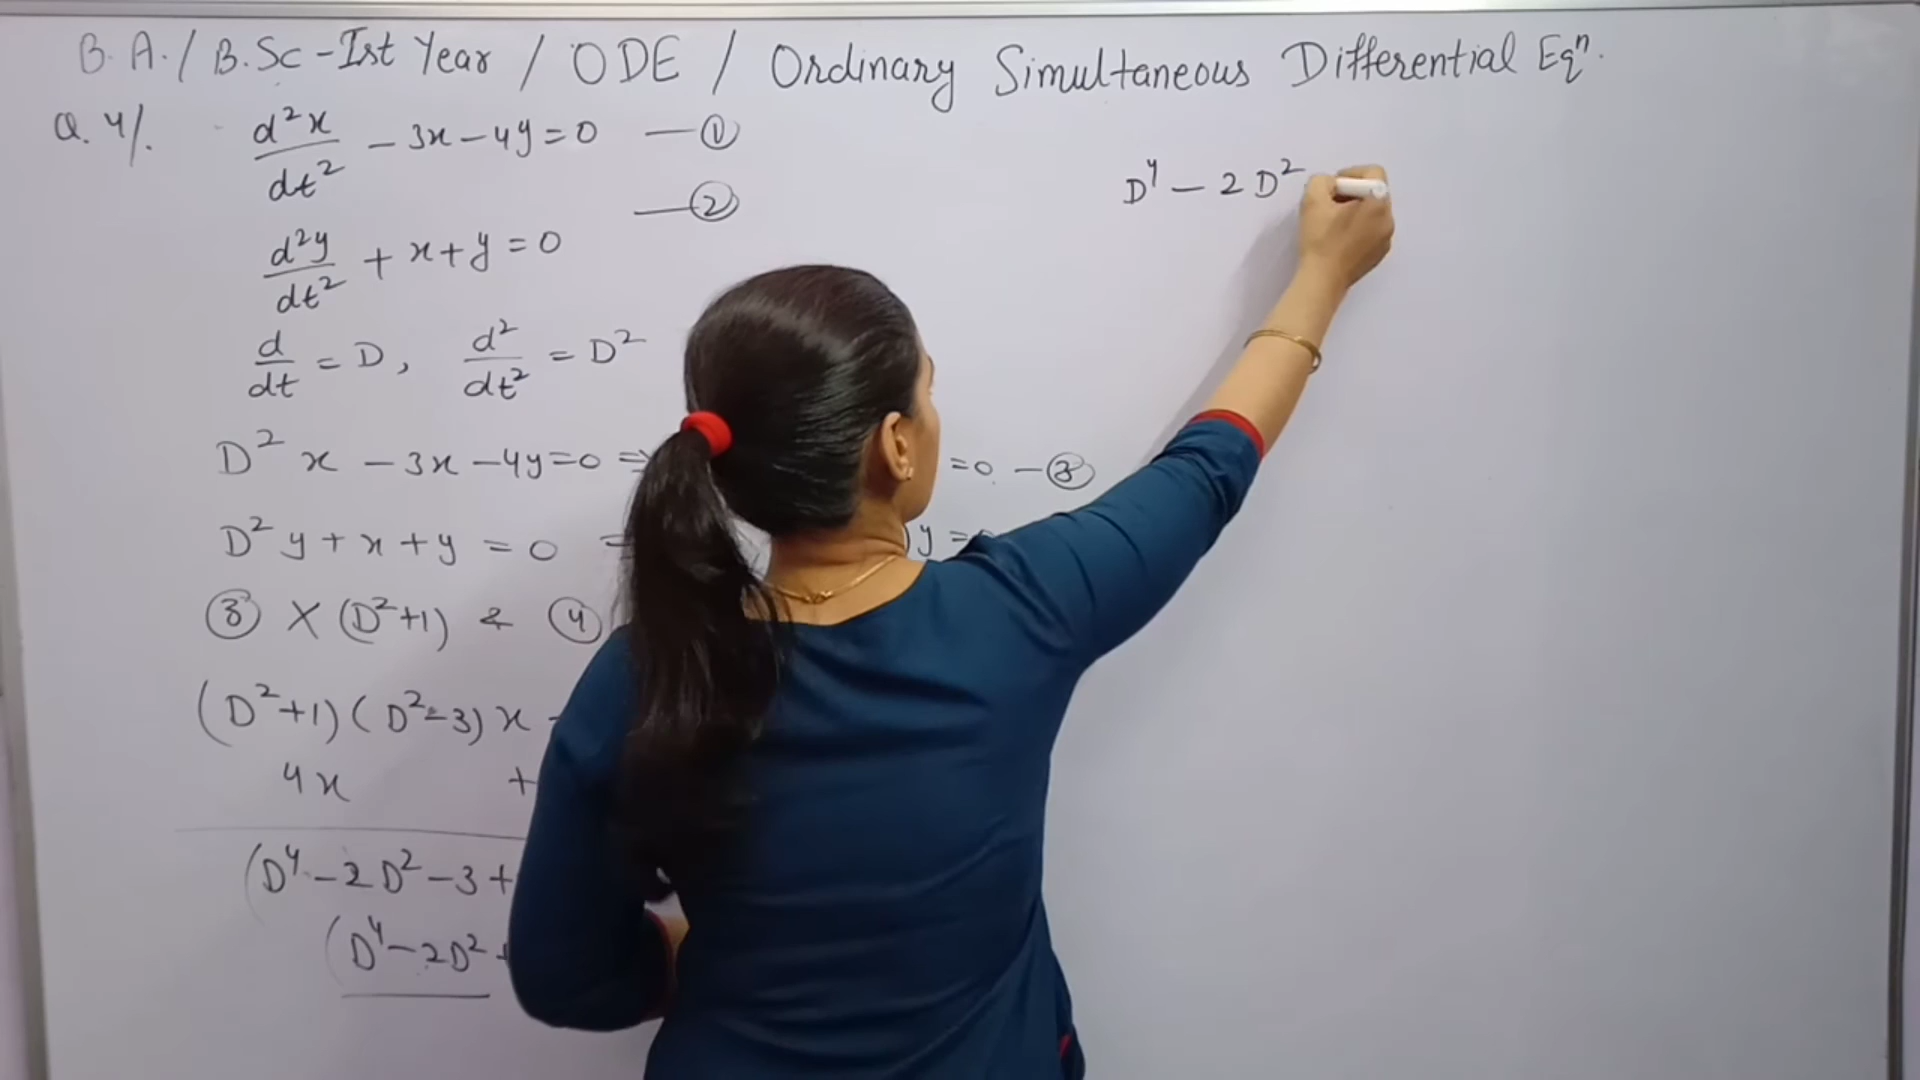 B.A./B.Sc-Ist Year / ODE / Ordinary Simultaneous Differential Eqⁿ.
Q.4/. d²x/dt² - 3x - 4y = 0 — ①
— ②
d²y/dt² + x + y = 0
d/dt = D, d²/dt² = D²
D² x - 3x - 4y = 0 ⇒ = 0 — ③
D² y + x + y = 0 = )y =
③ × (D²+1) & ④
(D²+1)(D²-3)x -
4x +
(D⁴ - 2D² - 3 +
(D⁴ - 2D² +
D⁴ - 2D²